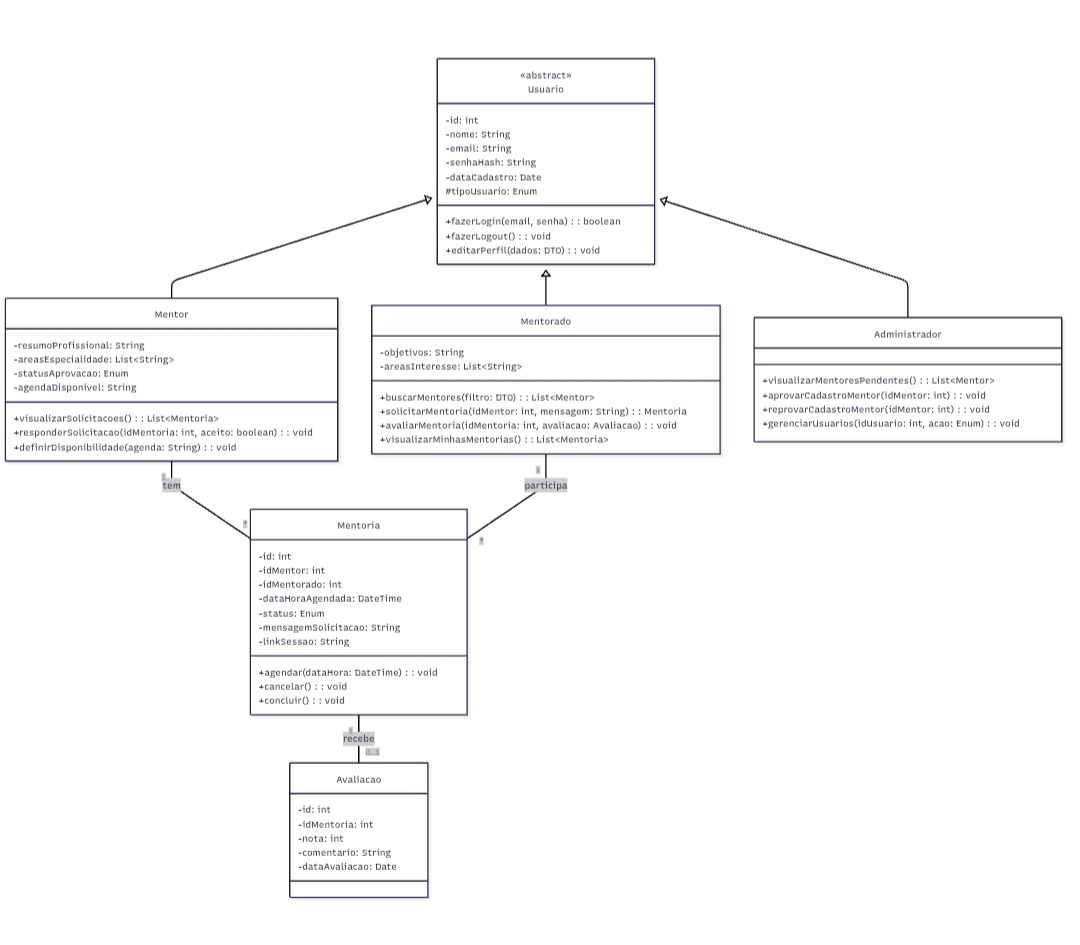 «abstract»
Usuario
-id: int
-nome: String
-email: String
-senhaHash: String
-dataCadastro: Date
#tipoUsuario: Enum
+fazerLogin(email, senha) : : boolean
+fazerLogout() : : void
+editarPerfil(dados: DTO) : : void
Mentor
-resumoProfissional: String
-areasEspecialidade: List<String>
-statusAprovacao: Enum
-agendaDisponivel: String
+visualizarSolicitacoes() : : List<Mentoria>
+responderSolicitacao(idMentoria: int, aceito: boolean) : : void
+definirDisponibilidade(agenda: String) : : void
Mentorado
-objetivos: String
-areasInteresse: List<String>
+buscarMentores(filtro: DTO) : : List<Mentor>
+solicitarMentoria(idMentor: int, mensagem: String) : : Mentoria
+avaliarMentoria(idMentoria: int, avaliacao: Avaliacao) : : void
+visualizarMinhasMentorias() : : List<Mentoria>
Administrador
+visualizarMentoresPendentes() : : List<Mentor>
+aprovarCadastroMentor(idMentor: int) : : void
+reprovarCadastroMentor(idMentor: int) : : void
+gerenciarUsuarios(idUsuario: int, acao: Enum) : : void
1
tem
*
1
participa
*
Mentoria
-id: int
-idMentor: int
-idMentorado: int
-dataHoraAgendada: DateTime
-status: Enum
-mensagemSolicitacao: String
-linkSessao: String
+agendar(dataHora: DateTime) : : void
+cancelar() : : void
+concluir() : : void
1
recebe
0..1
Avaliacao
-id: int
-idMentoria: int
-nota: int
-comentario: String
-dataAvaliacao: Date